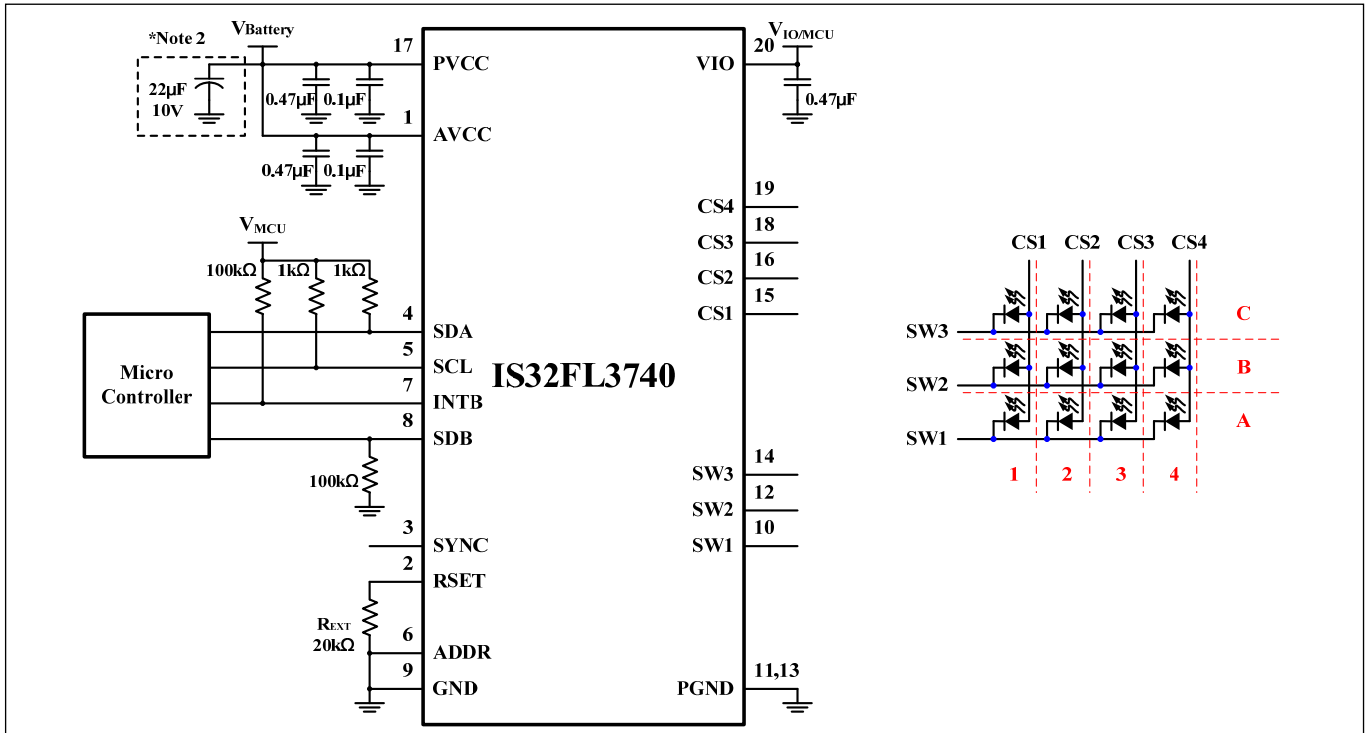 *Note 2
VBattery
22µF
10V
0.47µF
0.1µF
0.47µF
0.1µF
17
PVCC
1
AVCC
VMCU
100kΩ
1kΩ
1kΩ
Micro
Controller
4
SDA
5
SCL
7
INTB
8
SDB
100kΩ
3
SYNC
2
RSET
REXT
20kΩ
6
ADDR
9
GND
IS32FL3740
VIO/MCU
20
VIO
0.47µF
19
CS4
18
CS3
16
CS2
15
CS1
14
SW3
12
SW2
10
SW1
11,13
PGND
CS1 CS2 CS3 CS4
SW3
C
SW2
B
SW1
A
1 2 3 4